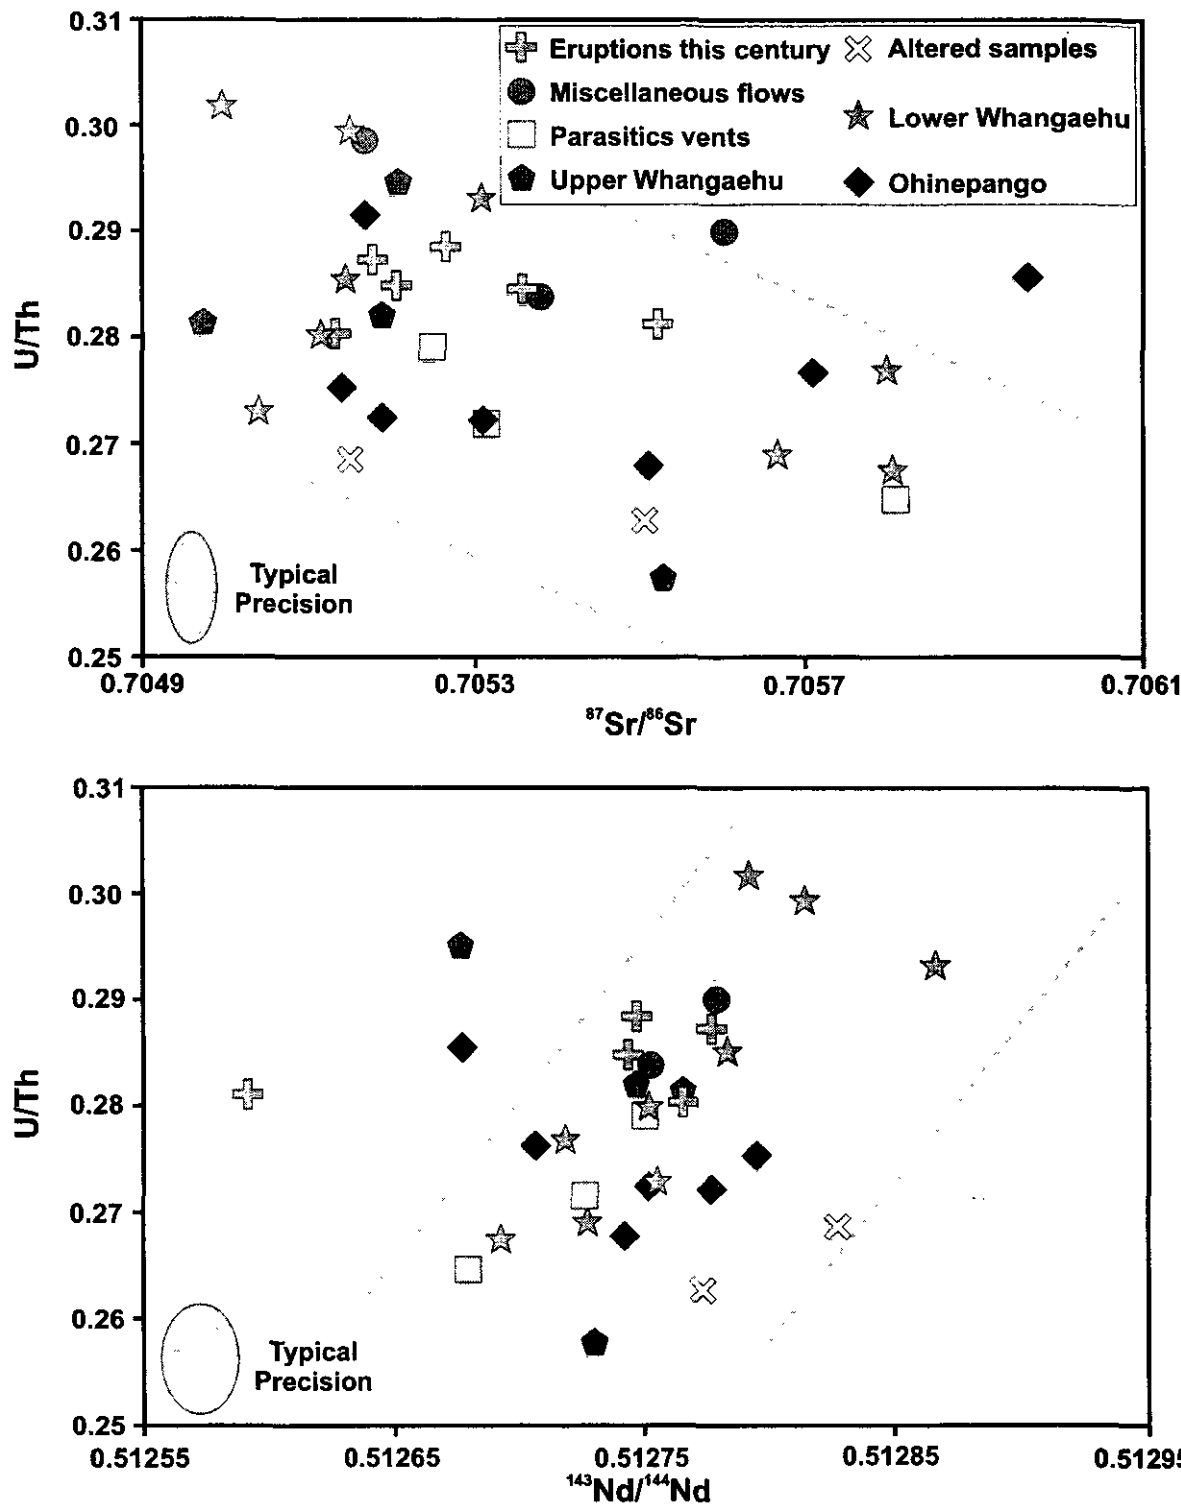 0.31
0.30
0.29
0.28
0.27
0.26
0.25
U/Th
Eruptions this century
Miscellaneous flows
Parasitics vents
Upper Whangaehu
Altered samples
Lower Whangaehu
Ohinepango
Typical
Precision
0.7049 0.7053 0.7057 0.7061
⁸⁷Sr/⁸⁶Sr
0.31
0.30
0.29
0.28
0.27
0.26
0.25
U/Th
Typical
Precision
0.51255 0.51265 0.51275 0.51285 0.51295
¹⁴³Nd/¹⁴⁴Nd